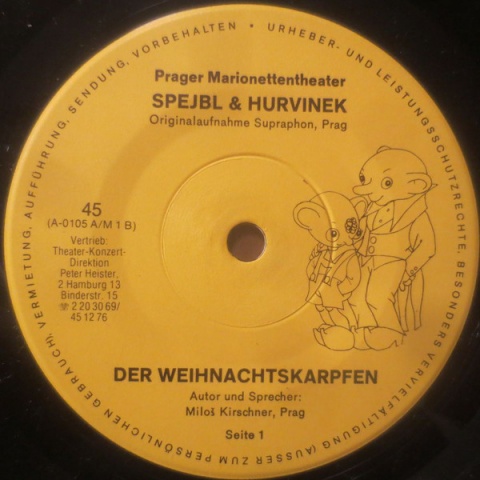 URHEBER- UND LEISTUNGSSCHUTZRECHTE, BESONDERS VERVIELFÄLTIGUNG (AUSSER ZUM PERSÖNLICHEN GEBRAUCH), VERMIETUNG, AUFFÜHRUNG, SENDUNG, VORBEHALTEN •
Prager Marionettentheater
SPEJBL & HURVINEK
Originalaufnahme Supraphon, Prag
45
(A-0105 A/M 1 B)
Vertrieb:
Theater-Konzert-
Direktion
Peter Heister,
2 Hamburg 13
Binderstr. 15
☎ 2 20 30 69/
45 12 76
DER WEIHNACHTSKARPFEN
Autor und Sprecher:
Miloš Kirschner, Prag
Seite 1